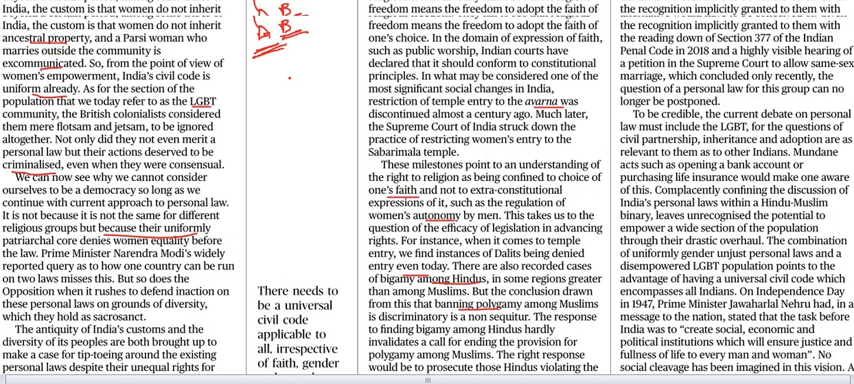 India, the custom is that women do not inherit
India, the custom is that women do not inherit
ancestral property, and a Parsi woman who
marries outside the community is
excommunicated. So, from the point of view of
women's empowerment, India's civil code is
uniform already. As for the section of the
population that we today refer to as the LGBT
community, the British colonialists considered
them mere flotsam and jetsam, to be ignored
altogether. Not only did they not even merit a
personal law but their actions deserved to be
criminalised, even when they were consensual.
We can now see why we cannot consider
ourselves to be a democracy so long as we
continue with current approach to personal law.
It is not because it is not the same for different
religious groups but because their uniformly
patriarchal core denies women equality before
the law. Prime Minister Narendra Modi's widely
reported query as to how one country can be run
on two laws misses this. But so does the
Opposition when it rushes to defend inaction on
these personal laws on grounds of diversity,
which they hold as sacrosanct.
The antiquity of India's customs and the
diversity of its peoples are both brought up to
make a case for tip-toeing around the existing
personal laws despite their unequal rights for
B
B
There needs to
be a universal
civil code
applicable to
all, irrespective
of faith, gender
freedom means the freedom to adopt the faith of
freedom means the freedom to adopt the faith of
one's choice. In the domain of expression of faith,
such as public worship, Indian courts have
declared that it should conform to constitutional
principles. In what may be considered one of the
most significant social changes in India,
restriction of temple entry to the avarna was
discontinued almost a century ago. Much later,
the Supreme Court of India struck down the
practice of restricting women's entry to the
Sabarimala temple.
These milestones point to an understanding of
the right to religion as being confined to choice of
one's faith and not to extra-constitutional
expressions of it, such as the regulation of
women's autonomy by men. This takes us to the
question of the efficacy of legislation in advancing
rights. For instance, when it comes to temple
entry, we find instances of Dalits being denied
entry even today. There are also recorded cases
of bigamy among Hindus, in some regions greater
than among Muslims. But the conclusion drawn
from this that banning polygamy among Muslims
is discriminatory is a non sequitur. The response
to finding bigamy among Hindus hardly
invalidates a call for ending the provision for
polygamy among Muslims. The right response
would be to prosecute those Hindus violating the
the recognition implicitly granted to them with
the recognition implicitly granted to them with
the reading down of Section 377 of the Indian
Penal Code in 2018 and a highly visible hearing of
a petition in the Supreme Court to allow same-sex
marriage, which concluded only recently, the
question of a personal law for this group can no
longer be postponed.
To be credible, the current debate on personal
law must include the LGBT, for the questions of
civil partnership, inheritance and adoption are as
relevant to them as to other Indians. Mundane
acts such as opening a bank account or
purchasing life insurance would make one aware
of this. Complacently confining the discussion of
India's personal laws within a Hindu-Muslim
binary, leaves unrecognised the potential to
empower a wide section of the population
through their drastic overhaul. The combination
of uniformly gender unjust personal laws and a
disempowered LGBT population points to the
advantage of having a universal civil code which
encompasses all Indians. On Independence Day
in 1947, Prime Minister Jawaharlal Nehru had, in a
message to the nation, stated that the task before
India was to "create social, economic and
political institutions which will ensure justice and
fullness of life to every man and woman". No
social cleavage has been imagined in this vision. A